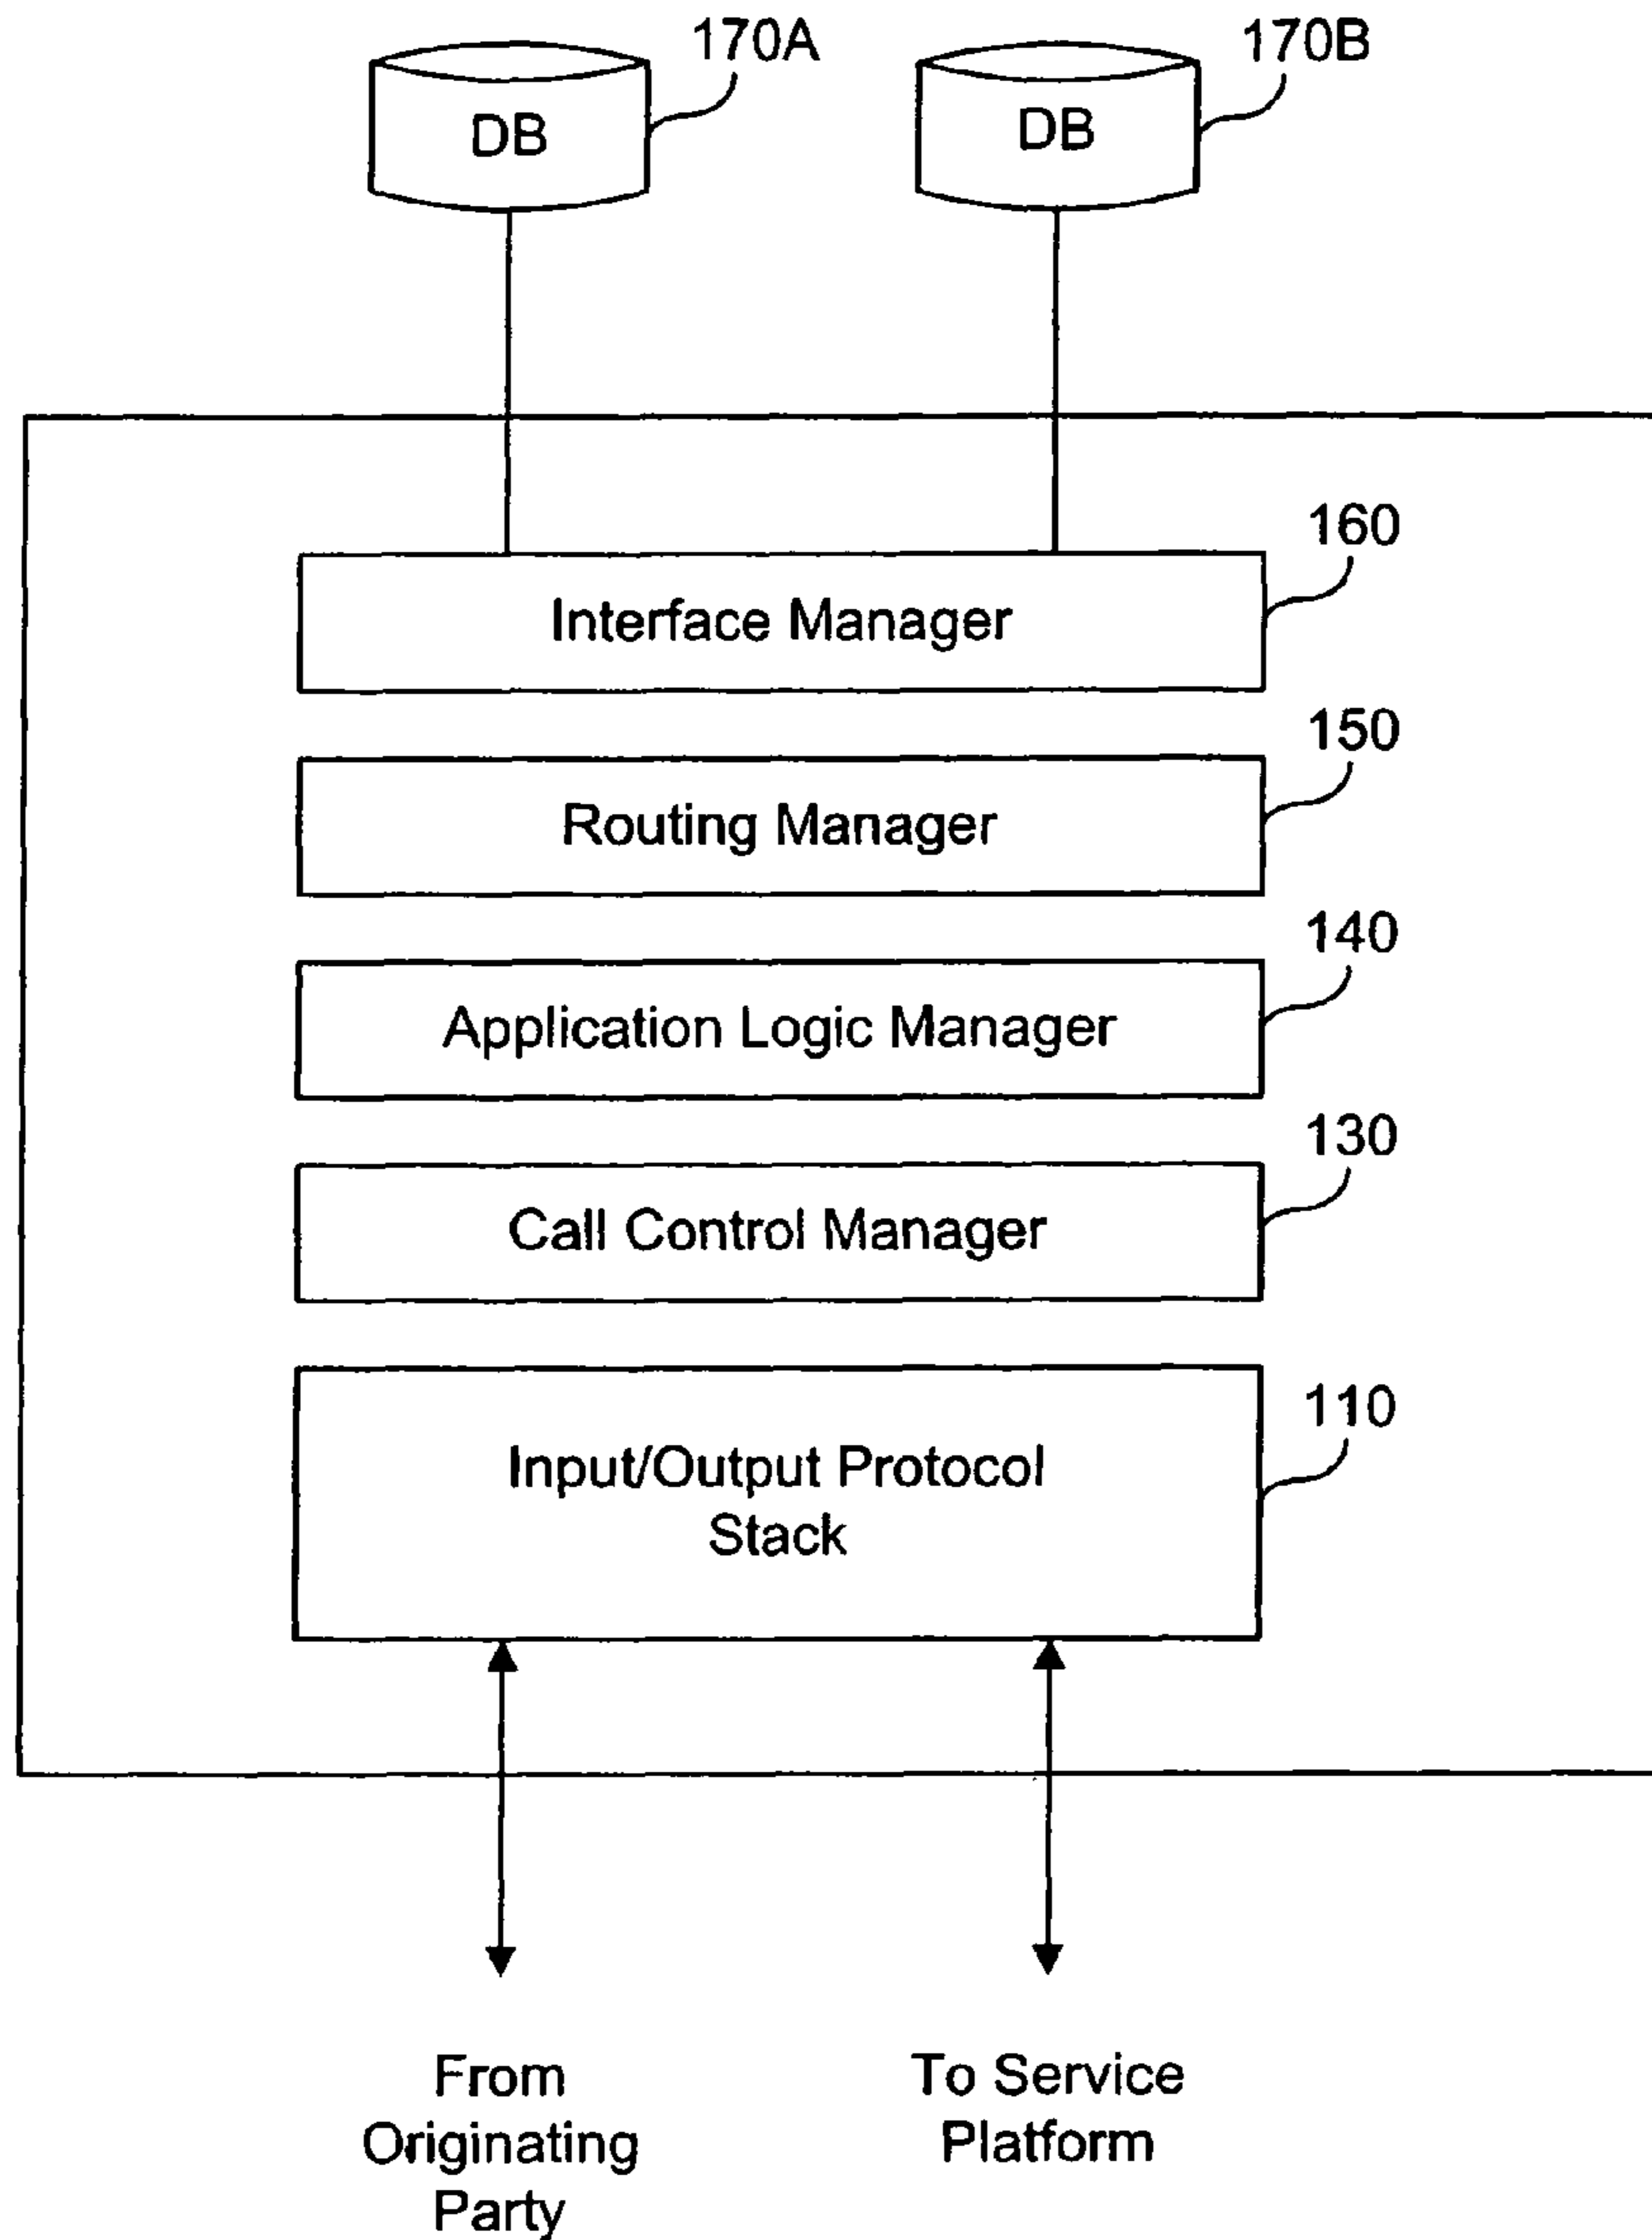 170A
170B
DB
DB
160
Interface Manager
150
Routing Manager
140
Application Logic Manager
130
Call Control Manager
110
Input/Output Protocol
Stack
From
Originating
Party
To Service
Platform